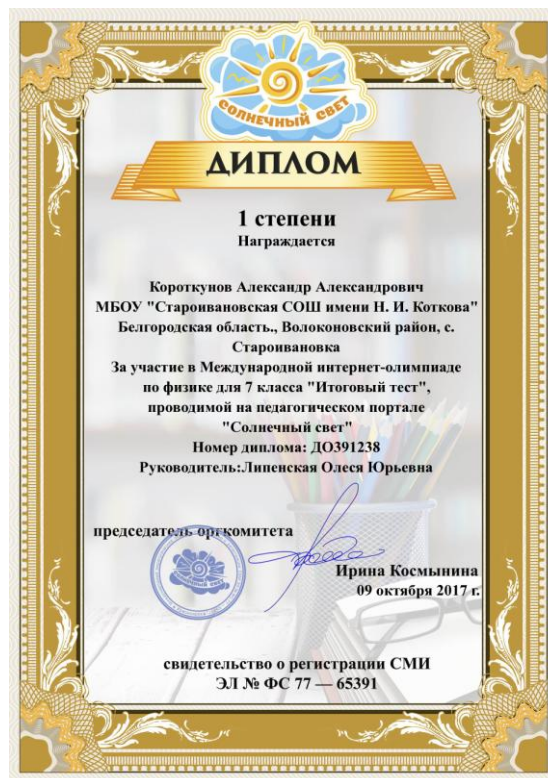 СОЛНЕЧНЫЙ СВЕТ
ДИПЛОМ
1 степени
Награждается
Короткунов Александр Александрович
МБОУ "Староивановская СОШ имени Н. И. Коткова"
Белгородская область., Волоконовский район, с.
Староивановка
За участие в Международной интернет-олимпиаде
по физике для 7 класса "Итоговый тест",
проводимой на педагогическом портале
"Солнечный свет"
Номер диплома: ДО391238
Руководитель:Липенская Олеся Юрьевна
председатель оргкомитета
СОЛНЕЧНЫЙ СВЕТ
Ирина Космынина
09 октября 2017 г.
свидетельство о регистрации СМИ
ЭЛ № ФС 77 — 65391